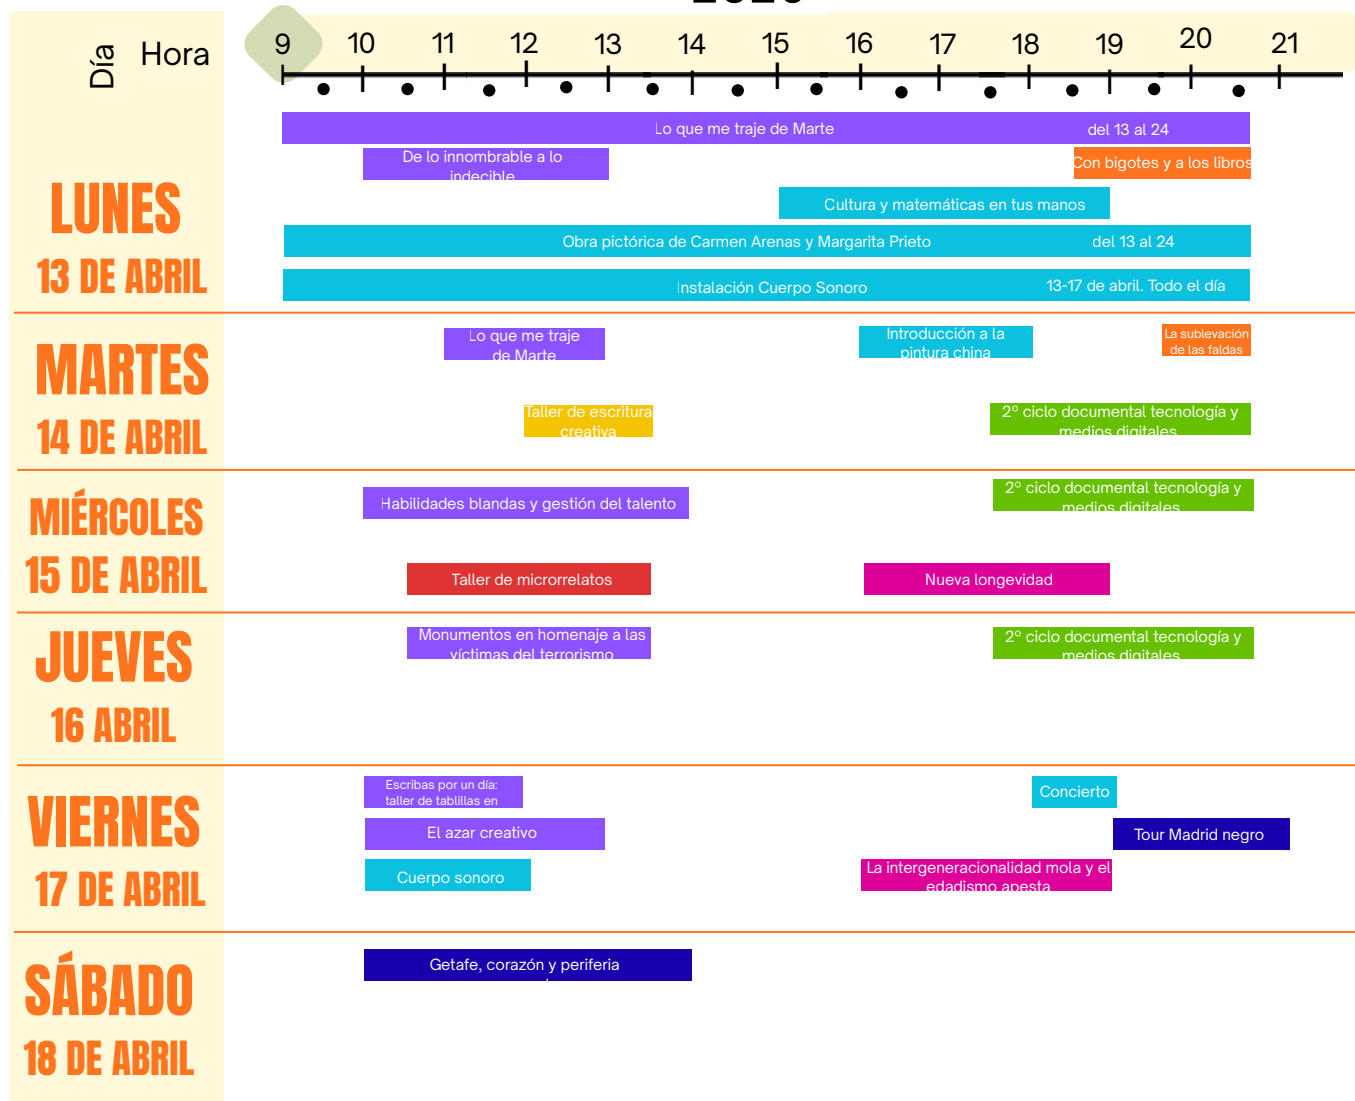 Día
Hora
9 10 11 12 13 14 15 16 17 18 19 20 21
Lo que me traje de Marte del 13 al 24
De lo innombrable a lo
indecible
Con bigotes y a los libros
LUNES
13 DE ABRIL
Cultura y matemáticas en tus manos
Obra pictórica de Carmen Arenas y Margarita Prieto del 13 al 24
Instalación Cuerpo Sonoro 13-17 de abril. Todo el día
MARTES
14 DE ABRIL
Lo que me traje
de Marte
Introducción a la
pintura china
La sublevación
de las faldas
Taller de escritura
creativa
2º ciclo documental tecnología y
medios digitales
MIÉRCOLES
15 DE ABRIL
Habilidades blandas y gestión del talento
2º ciclo documental tecnología y
medios digitales
Taller de microrrelatos
Nueva longevidad
JUEVES
16 ABRIL
Monumentos en homenaje a las
víctimas del terrorismo
2º ciclo documental tecnología y
medios digitales
VIERNES
17 DE ABRIL
Escribas por un día:
taller de tablillas en
Concierto
El azar creativo
Tour Madrid negro
Cuerpo sonoro
La intergeneracionalidad mola y el
edadismo apesta
SÁBADO
18 DE ABRIL
Getafe, corazón y periferia